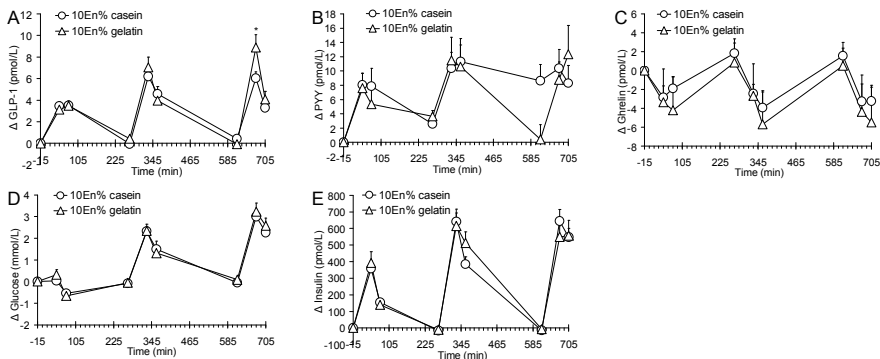 A
10En% casein
10En% gelatin
Δ GLP-1 (pmol/L)
12
10
8
6
4
2
0
-2
*
-15 105 225 345 465 585 705
Time (min)
B
10En% casein
10En% gelatin
Δ PYY (pmol/L)
18
16
14
12
10
8
6
4
2
0
-2
-15 105 225 345 465 585 705
Time (min)
C
10En% casein
10En% gelatin
Δ Ghrelin (pmol/L)
6
4
2
0
-2
-4
-6
-8
-15 105 225 345 465 585 705
Time (min)
D
10En% casein
10En% gelatin
Δ Glucose (mmol/L)
4
3
2
1
0
-1
-2
-15 105 225 345 465 585 705
Time (min)
E
10En% casein
10En% gelatin
Δ Insulin (pmol/L)
800
700
600
500
400
300
200
100
0
-100
-15 105 225 345 465 585 705
Time (min)